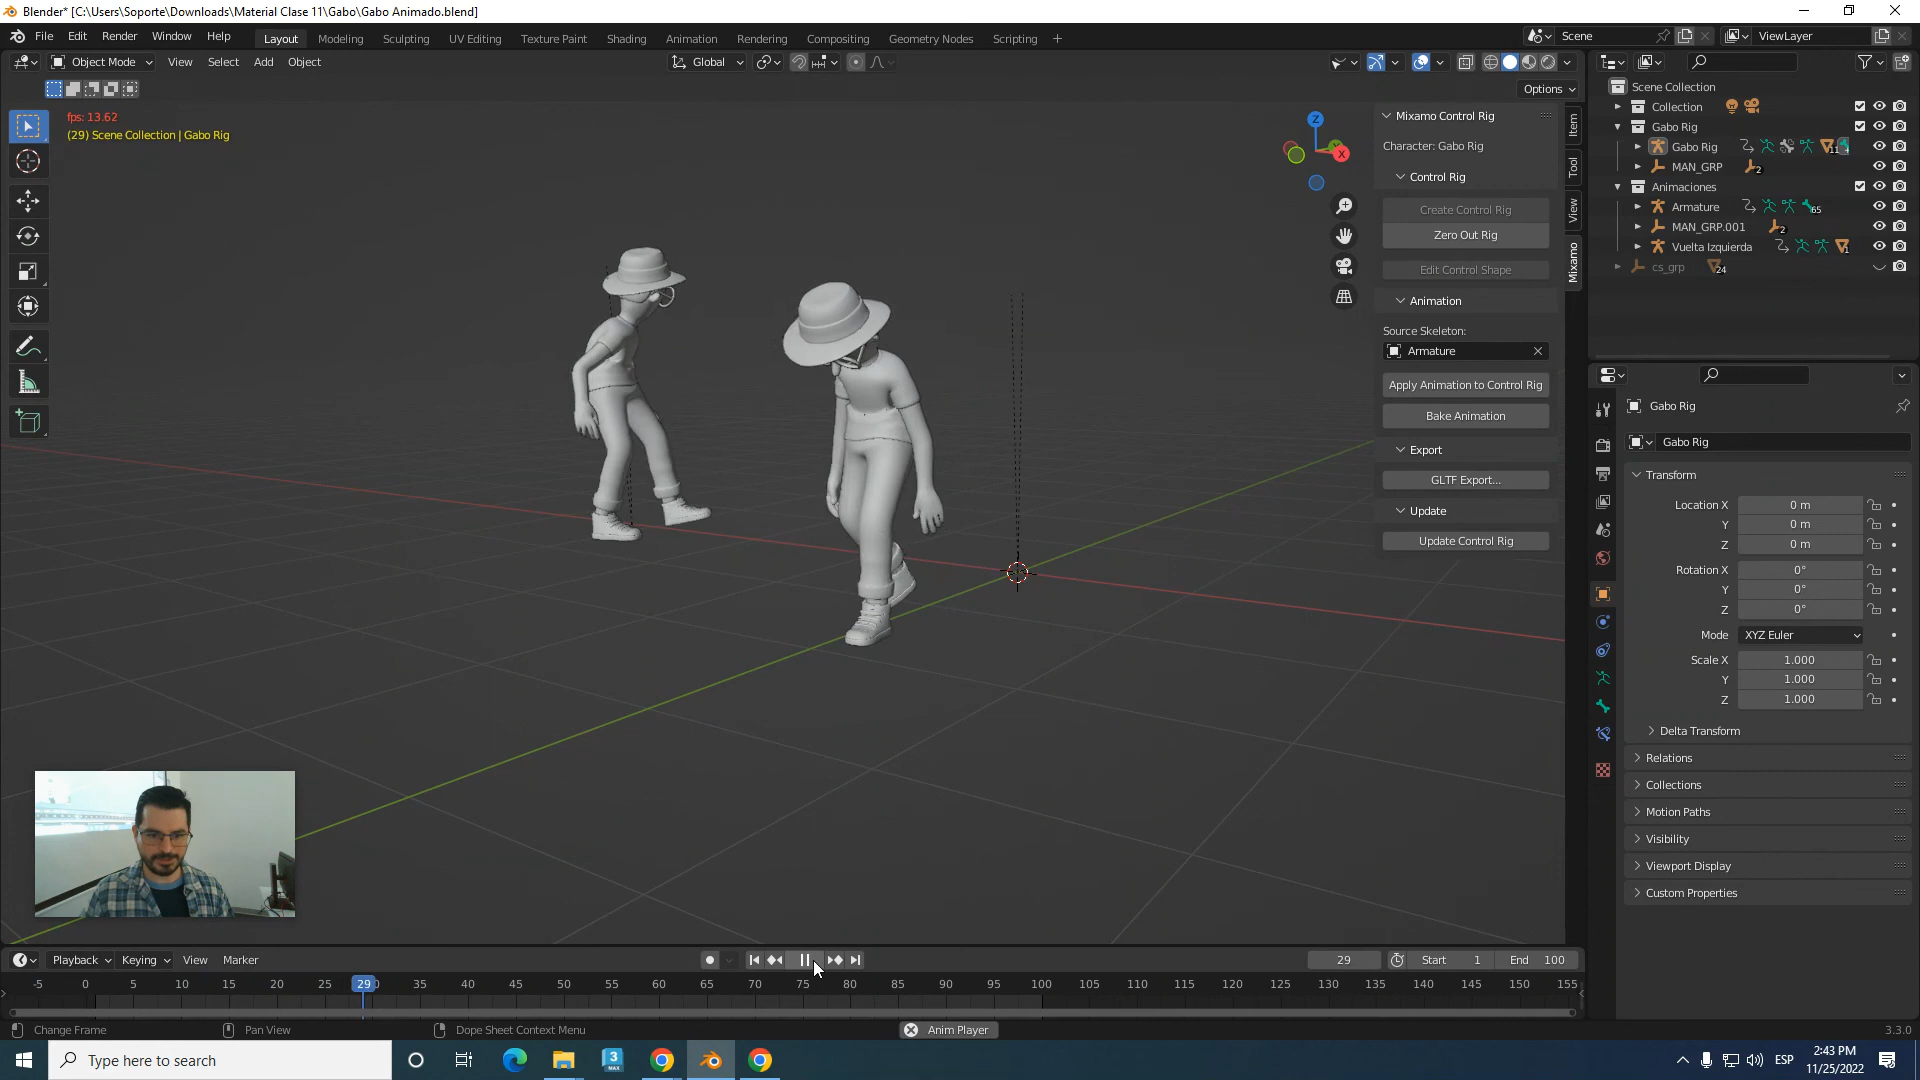 Blender* [C:\Users\Soporte\Downloads\Material Clase 11\Gabo\Gabo Animado.blend]
File Edit Render Window Help Layout Modeling Sculpting UV Editing Texture Paint Shading Animation Rendering Compositing Geometry Nodes Scripting + Scene ViewLayer
Object Mode View Select Add Object Global
Options
fps: 13.62
(29) Scene Collection | Gabo Rig
Z
X
Mixamo Control Rig
Character: Gabo Rig
Control Rig
Create Control Rig
Zero Out Rig
Edit Control Shape
Animation
Source Skeleton:
Armature
Apply Animation to Control Rig
Bake Animation
Export
GLTF Export...
Update
Update Control Rig
Item
Tool
View
Mixamo
Scene Collection
Collection
Gabo Rig
Gabo Rig 11
MAN_GRP 2
Animaciones
Armature 65
MAN_GRP.001 2
Vuelta Izquierda 1
cs_grp 24
Gabo Rig
Gabo Rig
Transform
Location X 0 m
Y 0 m
Z 0 m
Rotation X 0°
Y 0°
Z 0°
Mode XYZ Euler
Scale X 1.000
Y 1.000
Z 1.000
Delta Transform
Relations
Collections
Motion Paths
Visibility
Viewport Display
Custom Properties
Playback Keying View Marker 29 Start 1 End 100
-5 0 5 10 15 20 25 29 0 35 40 45 50 55 60 65 70 75 80 85 90 95 100 105 110 115 120 125 130 135 140 145 150 155
Change Frame Pan View Dope Sheet Context Menu Anim Player 3.3.0
Type here to search
3
MAX
ESP
2:43 PM
11/25/2022